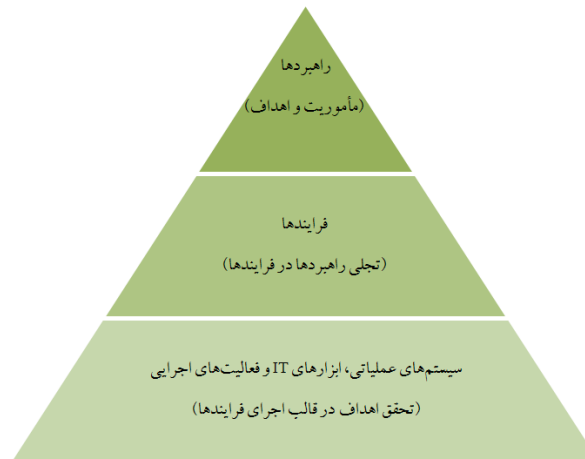 راهبردها
(مأموریت و اهداف)
فرایندها
(تجلی راهبردها در فرایندها)
سیستم‌های عملیاتی، ابزارهای IT و فعالیت‌های اجرایی
(تحقق اهداف در قالب اجرای فرایندها)